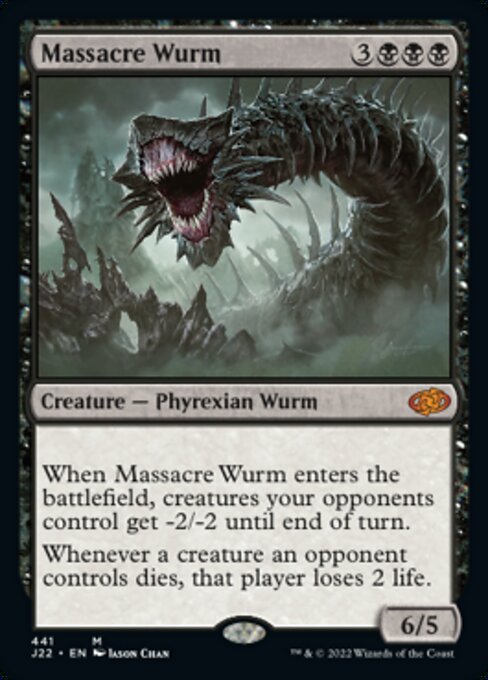 Massacre Wurm 3
Creature — Phyrexian Wurm
When Massacre Wurm enters the
battlefield, creatures your opponents
control get -2/-2 until end of turn.
Whenever a creature an opponent
controls dies, that player loses 2 life.
6/5
441 M
J22 • EN Jason Chan
™ & © 2022 Wizards of the Coast